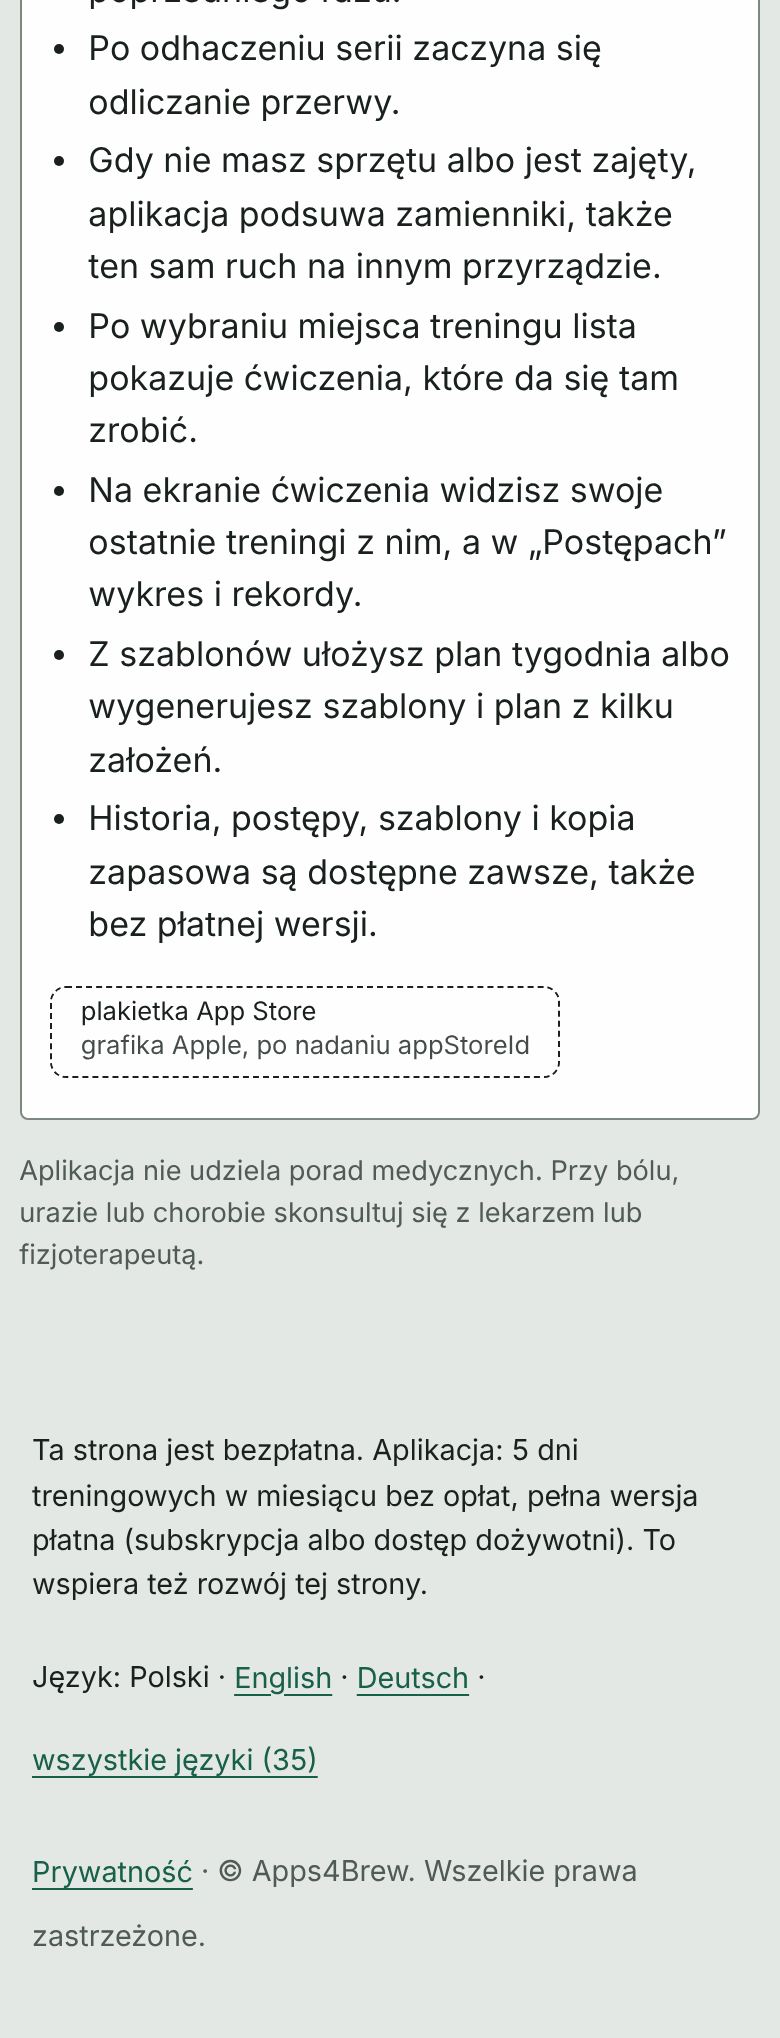 • Po odhaczeniu serii zaczyna się
odliczanie przerwy.
• Gdy nie masz sprzętu albo jest zajęty,
aplikacja podsuwa zamienniki, także
ten sam ruch na innym przyrządzie.
• Po wybraniu miejsca treningu lista
pokazuje ćwiczenia, które da się tam
zrobić.
• Na ekranie ćwiczenia widzisz swoje
ostatnie treningi z nim, a w „Postępach”
wykres i rekordy.
• Z szablonów ułożysz plan tygodnia albo
wygenerujesz szablony i plan z kilku
założeń.
• Historia, postępy, szablony i kopia
zapasowa są dostępne zawsze, także
bez płatnej wersji.
plakietka App Store
grafika Apple, po nadaniu appStoreId
Aplikacja nie udziela porad medycznych. Przy bólu,
urazie lub chorobie skonsultuj się z lekarzem lub
fizjoterapeutą.
Ta strona jest bezpłatna. Aplikacja: 5 dni
treningowych w miesiącu bez opłat, pełna wersja
płatna (subskrypcja albo dostęp dożywotni). To
wspiera też rozwój tej strony.
Język: Polski · English · Deutsch ·
wszystkie języki (35)
Prywatność · © Apps4Brew. Wszelkie prawa
zastrzeżone.